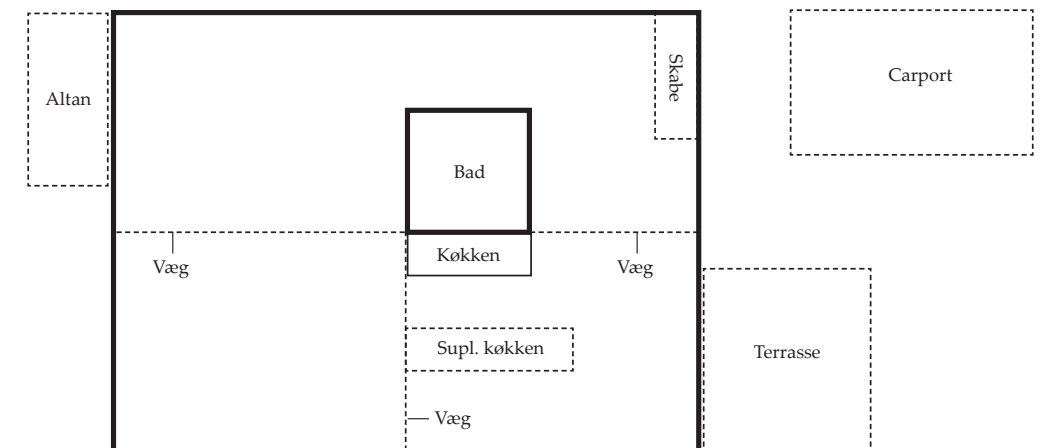 Altan
Skabe
Carport
Bad
Køkken
Væg
Væg
Supl. køkken
Terrasse
Væg